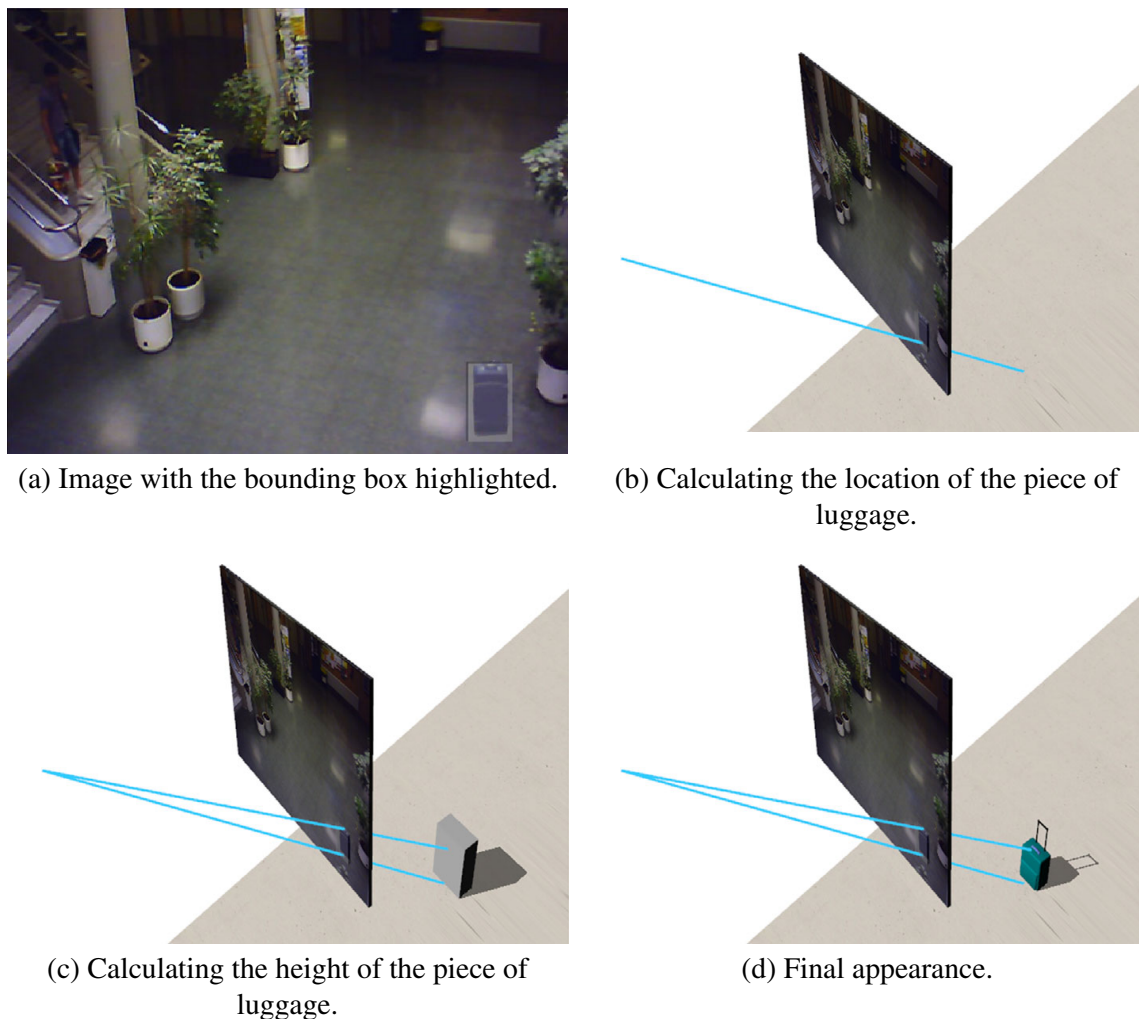 (a) Image with the bounding box highlighted.
(b) Calculating the location of the piece of
luggage.
(c) Calculating the height of the piece of
luggage.
(d) Final appearance.